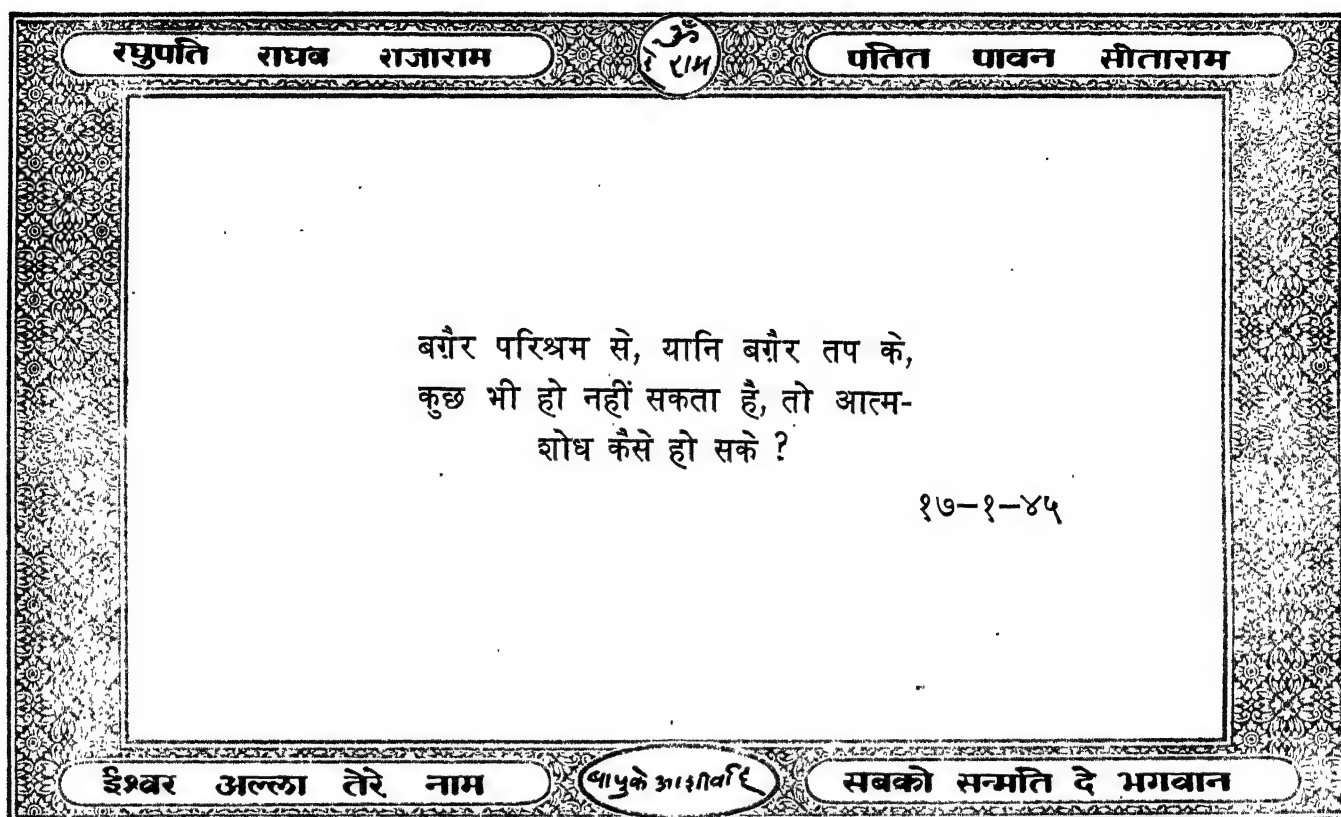 रघुपति राघव राजाराम
ॐ
राम
पतित पावन सीताराम
बग़ैर परिश्रम से, यानि बग़ैर तप के,
कुछ भी हो नहीं सकता है, तो आत्म-
शोध कैसे हो सके ?
१७-१-४५
ईश्वर अल्ला तेरे नाम
बापुके आशीर्वाद
सबको सन्मति दे भगवान